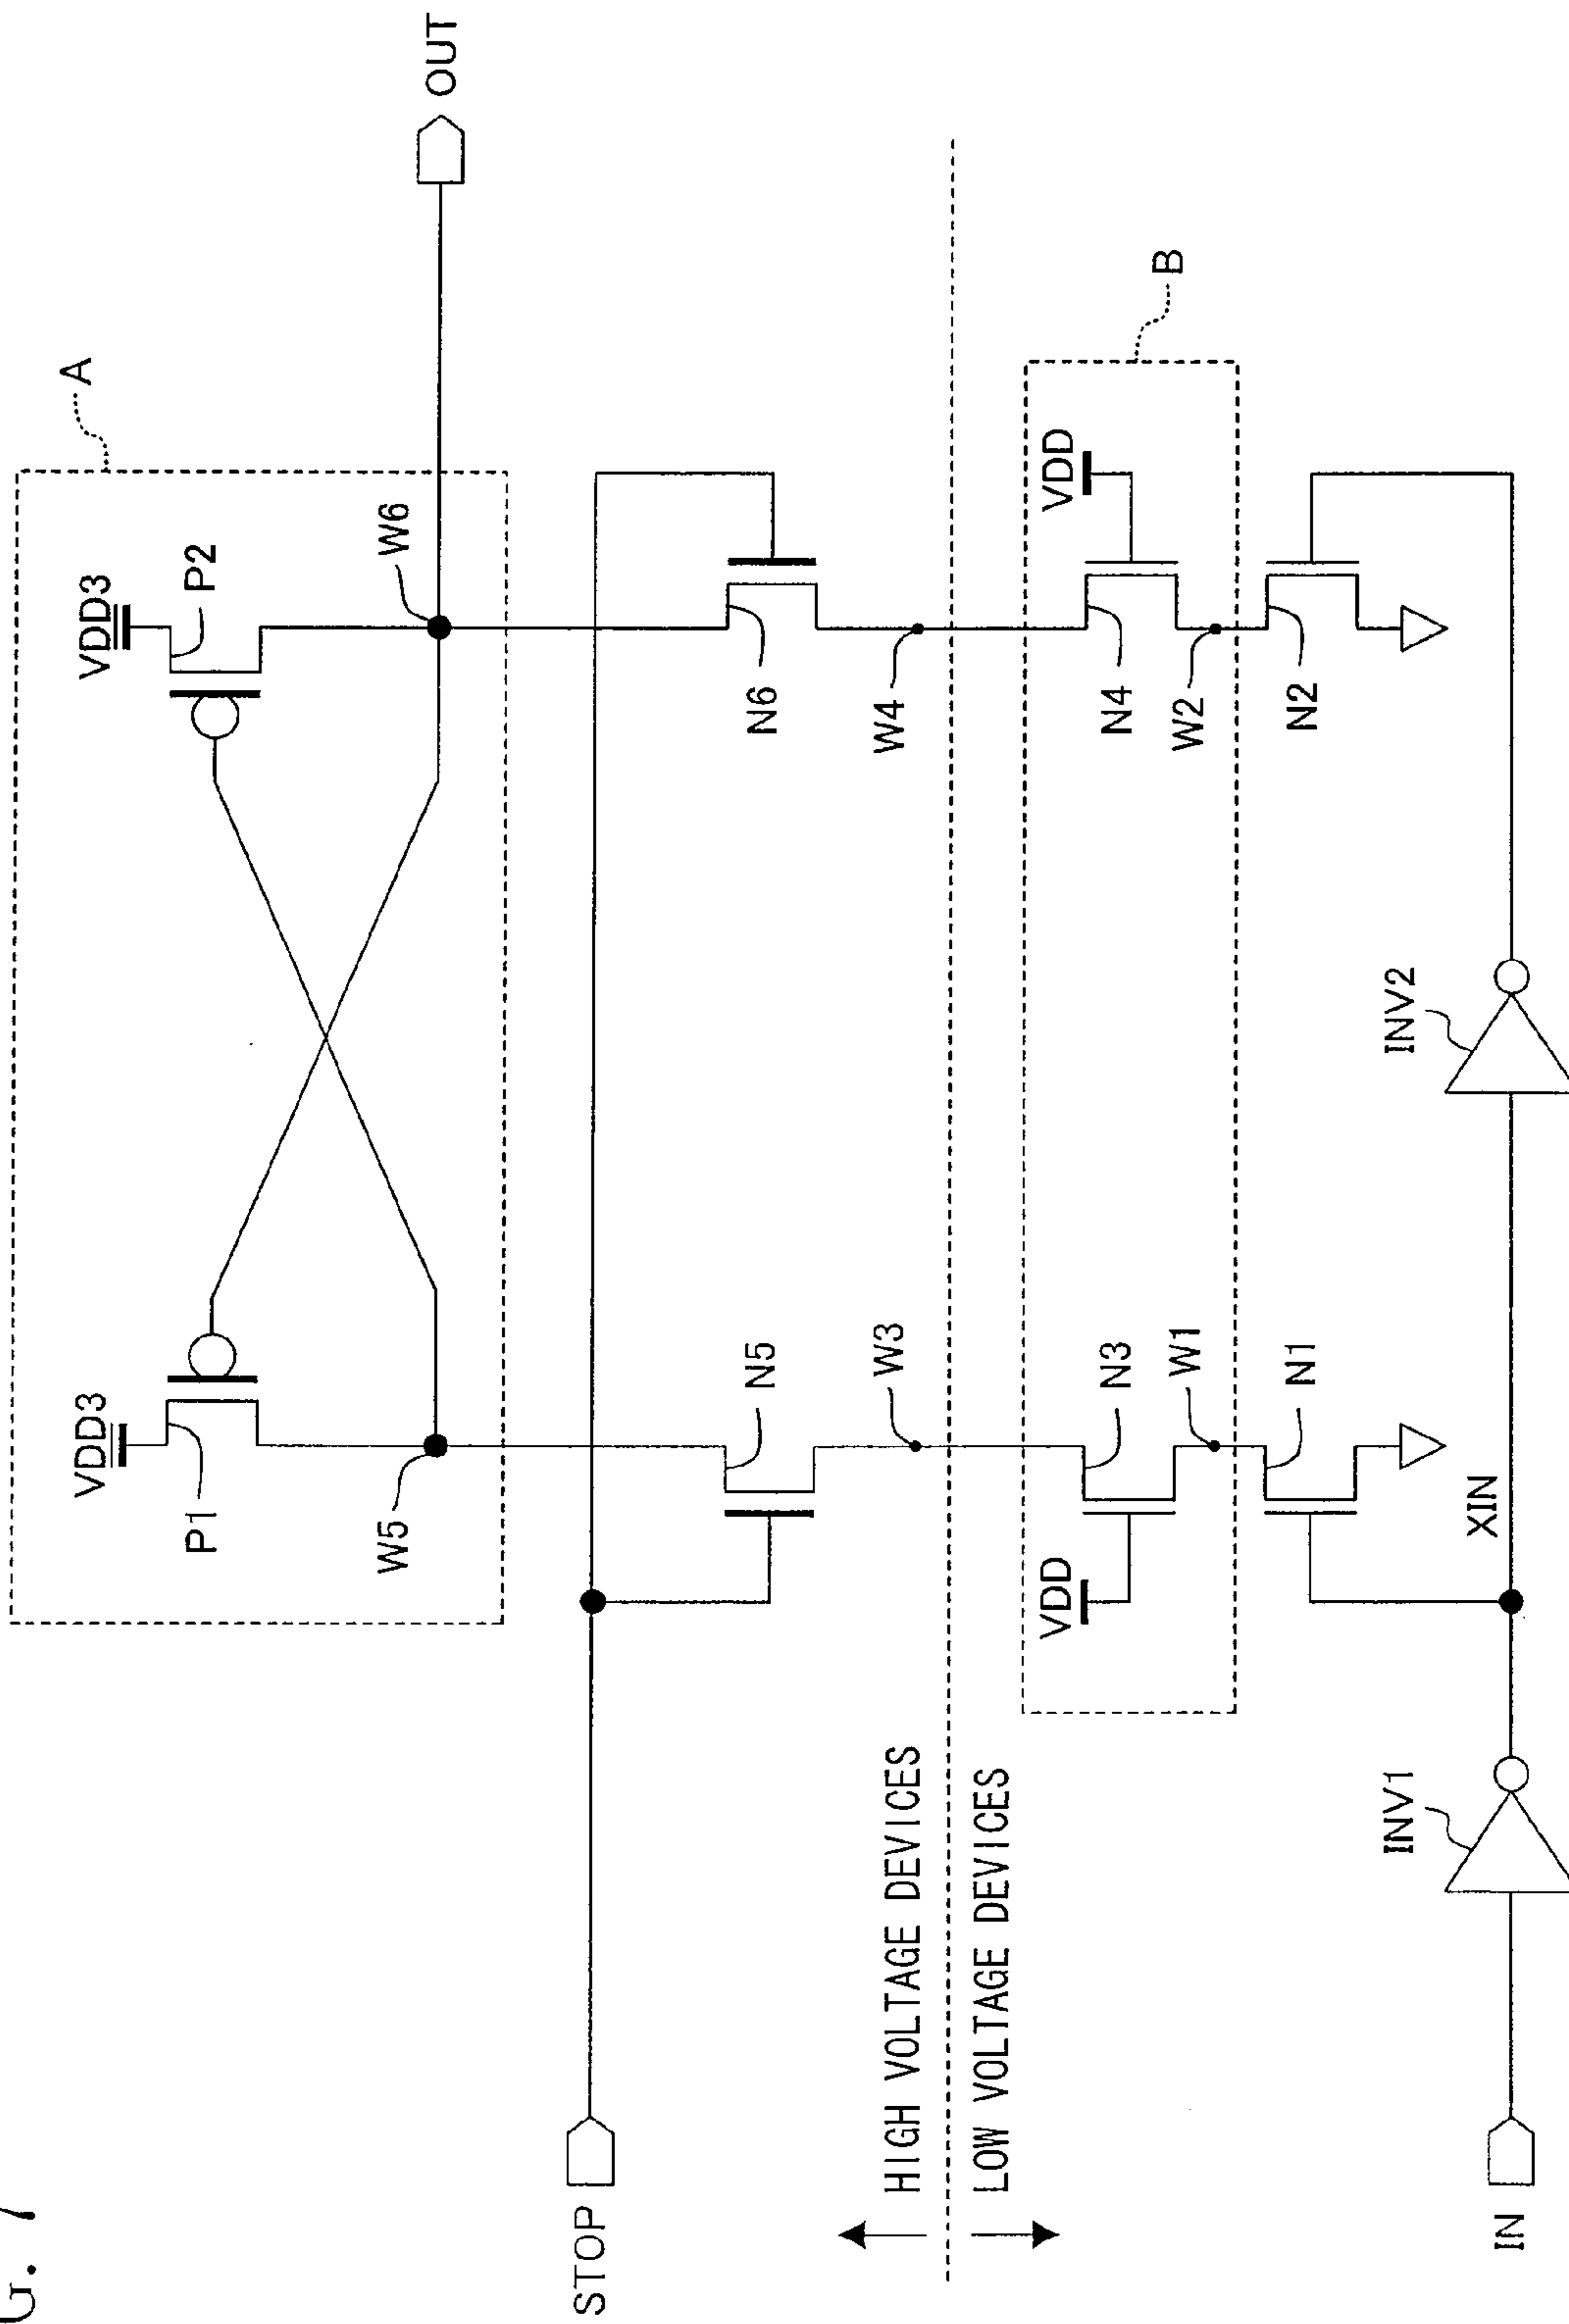 G. 7
A
VDD3
VDD3
P1
P2
W5
W6
OUT
STOP
N5
N6
W3
W4
HIGH VOLTAGE DEVICES
LOW VOLTAGE DEVICES
B
VDD
VDD
N3
N4
W1
W2
N1
N2
XIN
INV1
INV2
IN